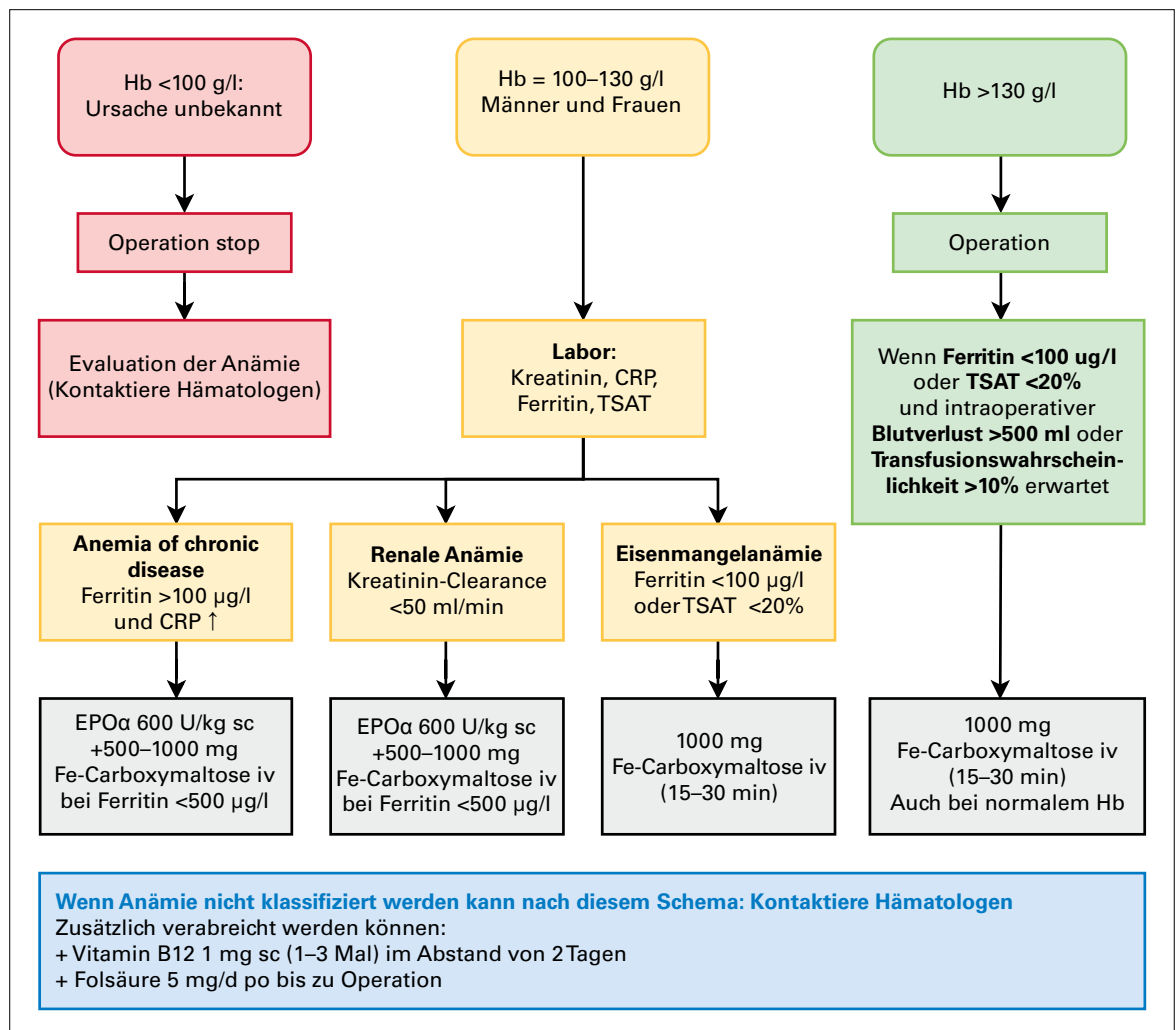 Hb <100 g/l:
Ursache unbekannt
Hb = 100–130 g/l
Männer und Frauen
Hb >130 g/l
Operation stop
Operation
Evaluation der Anämie
(Kontaktiere Hämatologen)
Labor:
Kreatinin, CRP,
Ferritin, TSAT
Wenn Ferritin <100 ug/l
oder TSAT <20%
und intraoperativer
Blutverlust >500 ml oder
Transfusionswahrschein-
lichkeit >10% erwartet
Anemia of chronic
disease
Ferritin >100 µg/l
und CRP ↑
Renale Anämie
Kreatinin-Clearance
<50 ml/min
Eisenmangelanämie
Ferritin <100 µg/l
oder TSAT <20%
EPOα 600 U/kg sc
+500–1000 mg
Fe-Carboxymaltose iv
bei Ferritin <500 µg/l
EPOα 600 U/kg sc
+500–1000 mg
Fe-Carboxymaltose iv
bei Ferritin <500 µg/l
1000 mg
Fe-Carboxymaltose iv
(15–30 min)
1000 mg
Fe-Carboxymaltose iv
(15–30 min)
Auch bei normalem Hb
Wenn Anämie nicht klassifiziert werden kann nach diesem Schema: Kontaktiere Hämatologen
Zusätzlich verabreicht werden können:
+ Vitamin B12 1 mg sc (1–3 Mal) im Abstand von 2 Tagen
+ Folsäure 5 mg/d po bis zu Operation